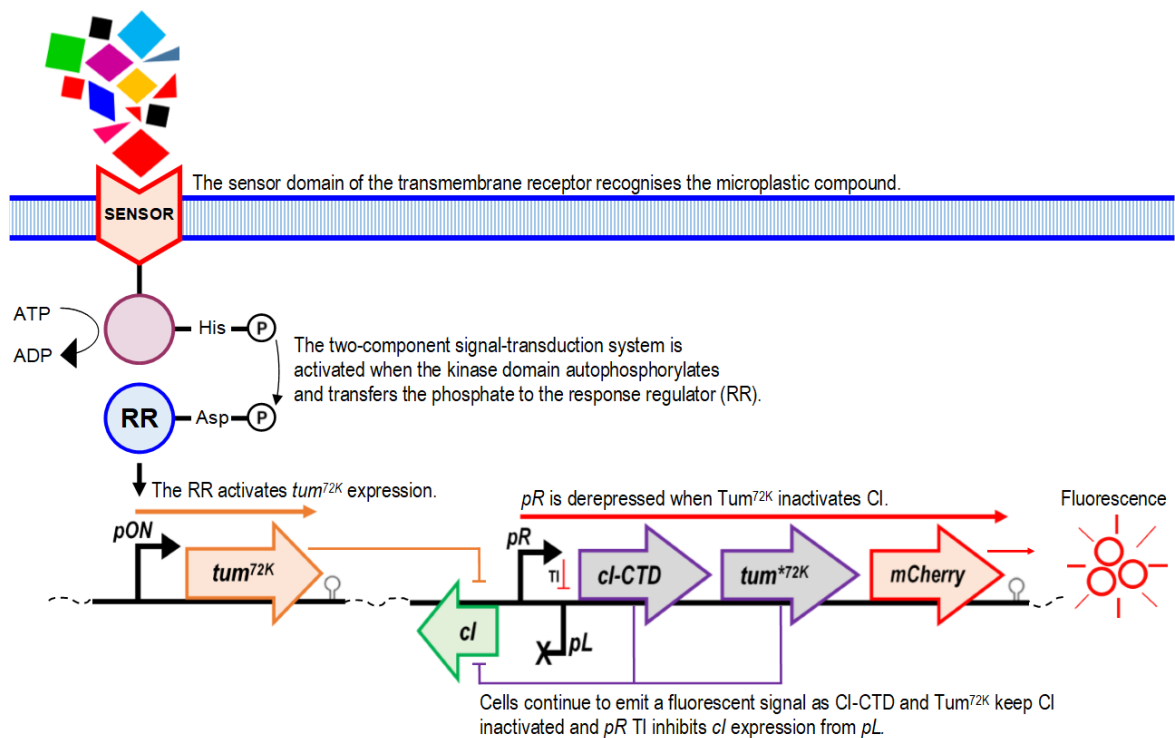 The sensor domain of the transmembrane receptor recognises the microplastic compound.
SENSOR
ATP
ADP
His
P
The two-component signal-transduction system is
activated when the kinase domain autophosphorylates
and transfers the phosphate to the response regulator (RR).
RR
Asp
P
The RR activates tum72K expression.
pR is derepressed when Tum72K inactivates CI.
Fluorescence
pON
tum72K
pR
TI
cI-CTD
tum*72K
mCherry
cI
X
pL
Cells continue to emit a fluorescent signal as CI-CTD and Tum72K keep CI
inactivated and pR TI inhibits cI expression from pL.